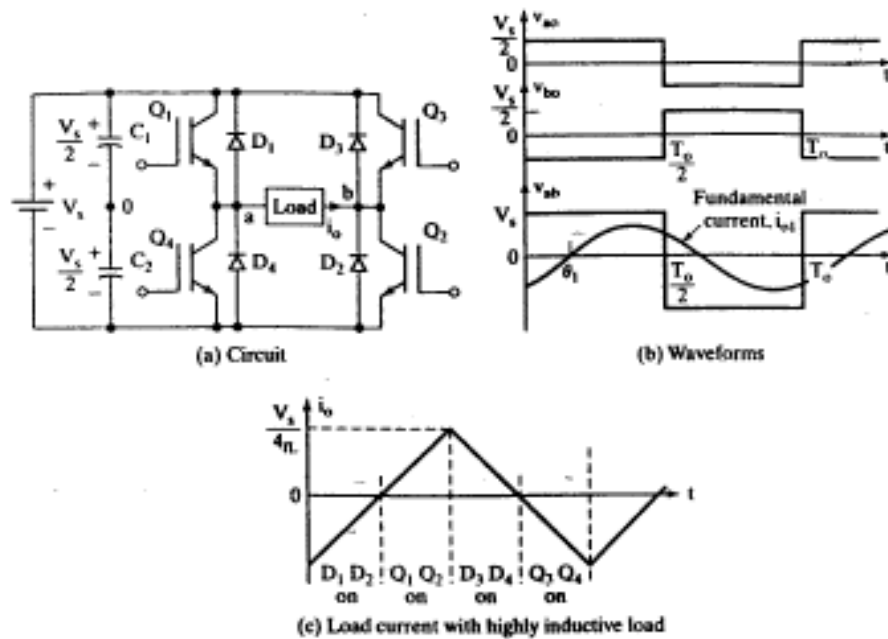 V_s/2
v_ao
0
t
V_s/2
v_bo
0
T_o/2
T_o
t
v_ab
V_s
Fundamental
current, i_o1
0
θ_1
T_o/2
T_o
t
(b) Waveforms
Q_1
Q_3
+
V_s/2
C_1
−
D_1
D_3
+
V_s
−
0
a
Load
b
i_o
Q_4
Q_2
+
V_s/2
C_2
−
D_4
D_2
(a) Circuit
V_s/4fL
i_o
0
t
D_1 D_2
on
Q_1 Q_2
on
D_3 D_4
on
Q_3 Q_4
on
(c) Load current with highly inductive load